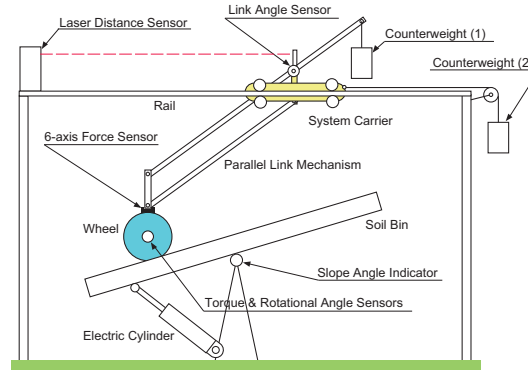 Laser Distance Sensor
Link Angle Sensor
Counterweight (1)
Counterweight (2
Rail
System Carrier
6-axis Force Sensor
Parallel Link Mechanism
Wheel
Soil Bin
Slope Angle Indicator
Torque & Rotational Angle Sensors
Electric Cylinder